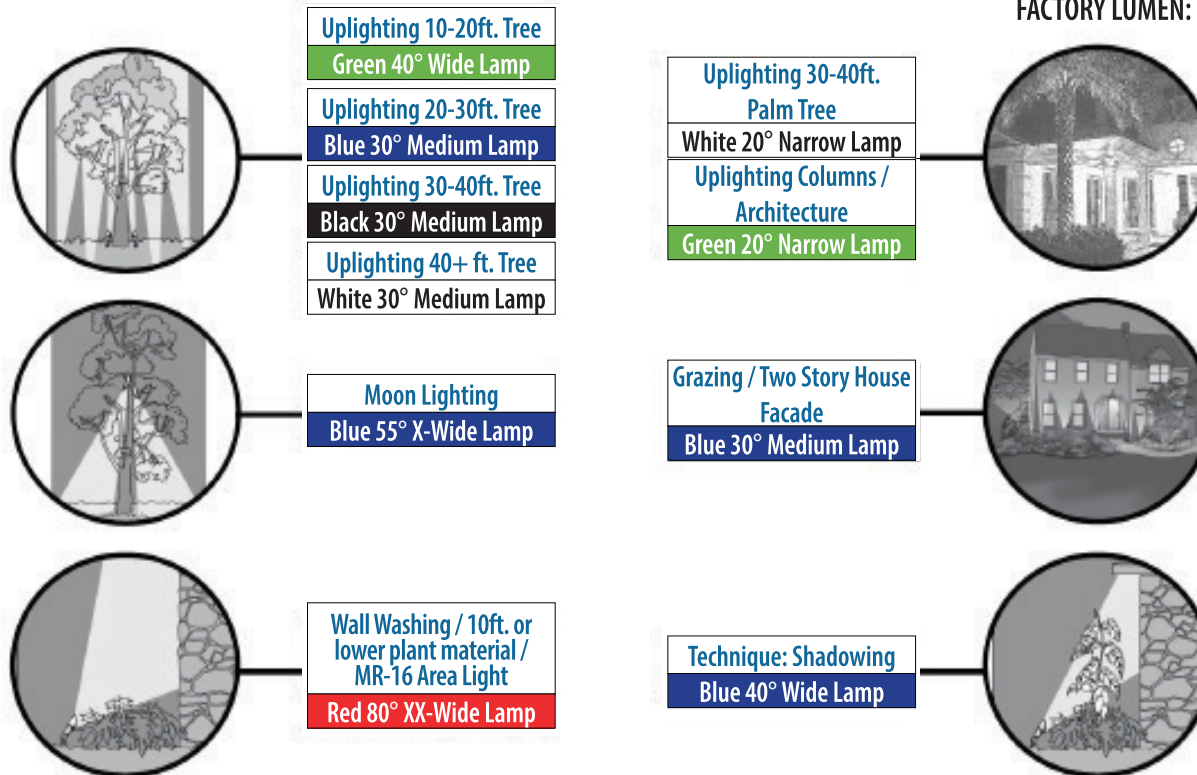 FACTORY LUMEN:
Uplighting 10-20ft. Tree
Green 40° Wide Lamp
Uplighting 20-30ft. Tree
Blue 30° Medium Lamp
Uplighting 30-40ft. Tree
Black 30° Medium Lamp
Uplighting 40+ ft. Tree
White 30° Medium Lamp
Uplighting 30-40ft.
Palm Tree
White 20° Narrow Lamp
Uplighting Columns /
Architecture
Green 20° Narrow Lamp
Moon Lighting
Blue 55° X-Wide Lamp
Grazing / Two Story House
Facade
Blue 30° Medium Lamp
Wall Washing / 10ft. or
lower plant material /
MR-16 Area Light
Red 80° XX-Wide Lamp
Technique: Shadowing
Blue 40° Wide Lamp